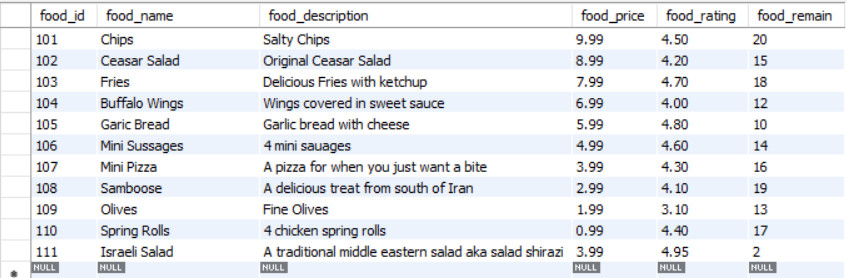 food_id food_name food_description food_price food_rating food_remain
101 Chips Salty Chips 9.99 4.50 20
102 Ceasar Salad Original Ceasar Salad 8.99 4.20 15
103 Fries Delicious Fries with ketchup 7.99 4.70 18
104 Buffalo Wings Wings covered in sweet sauce 6.99 4.00 12
105 Garic Bread Garlic bread with cheese 5.99 4.80 10
106 Mini Sussages 4 mini sauages 4.99 4.60 14
107 Mini Pizza A pizza for when you just want a bite 3.99 4.30 16
108 Samboose A delicious treat from south of Iran 2.99 4.10 19
109 Olives Fine Olives 1.99 3.10 13
110 Spring Rolls 4 chicken spring rolls 0.99 4.40 17
111 Israeli Salad A traditional middle eastern salad aka salad shirazi 3.99 4.95 2
NULL NULL NULL NULL NULL NULL